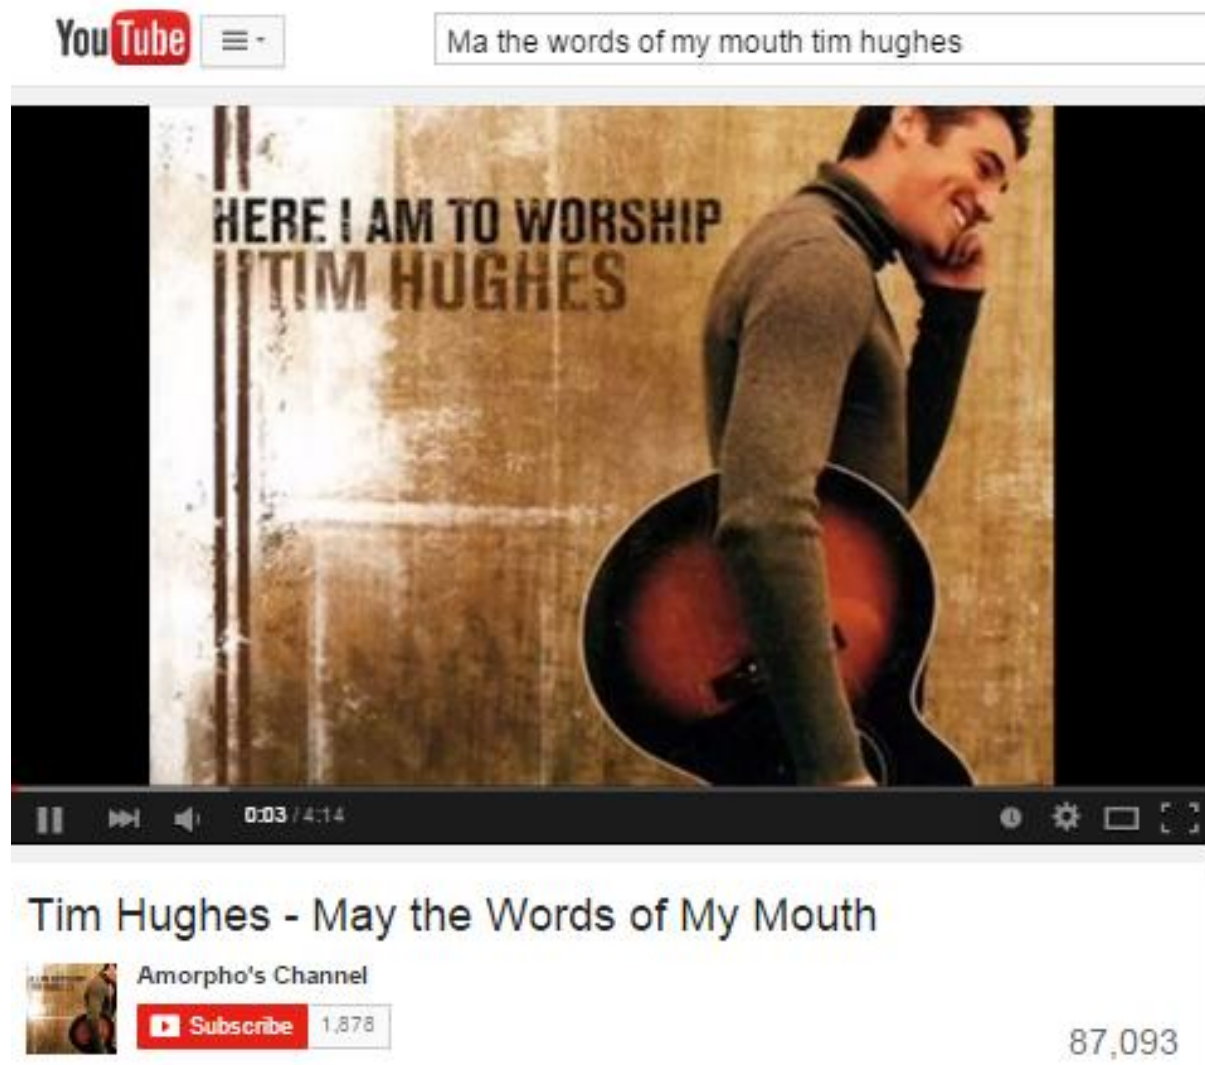 YouTube
Ma the words of my mouth tim hughes
HERE I AM TO WORSHIP
TIM HUGHES
0:03 / 4:14
Tim Hughes - May the Words of My Mouth
Amorpho's Channel
Subscribe 1,878
87,093